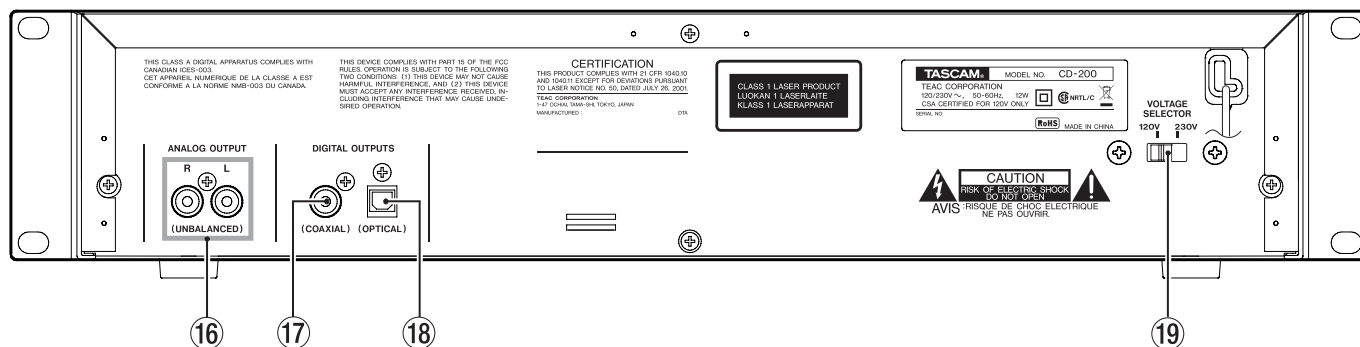 THIS CLASS A DIGITAL APPARATUS COMPLIES WITH
CANADIAN ICES-003.
CET APPAREIL NUMERIQUE DE LA CLASSE A EST
CONFORME A LA NORME NMB-003 DU CANADA.
THIS DEVICE COMPLIES WITH PART 15 OF THE FCC
RULES. OPERATION IS SUBJECT TO THE FOLLOWING
TWO CONDITIONS: (1) THIS DEVICE MAY NOT CAUSE
HARMFUL INTERFERENCE, AND (2) THIS DEVICE
MUST ACCEPT ANY INTERFERENCE RECEIVED, IN-
CLUDING INTERFERENCE THAT MAY CAUSE UNDE-
SIRED OPERATION.
CERTIFICATION
THIS PRODUCT COMPLIES WITH 21 CFR 1040.10
AND 1040.11 EXCEPT FOR DEVIATIONS PURSUANT
TO LASER NOTICE NO. 50, DATED JULY 26, 2001.
TEAC CORPORATION
1-47 OCHIAI, TAMA-SHI, TOKYO, JAPAN
MANUFACTURED : DTA
CLASS 1 LASER PRODUCT
LUOKAN 1 LASERLAITE
KLASS 1 LASERAPPARAT
TASCAM® MODEL NO. CD-200
TEAC CORPORATION
120/230V ~, 50-60Hz, 12W
CSA CERTIFIED FOR 120V ONLY
NRTL/C
SERIAL NO.
RoHS MADE IN CHINA
VOLTAGE
SELECTOR
120V 230V
ANALOG OUTPUT
R L
(UNBALANCED)
DIGITAL OUTPUTS
(COAXIAL) (OPTICAL)
CAUTION
RISK OF ELECTRIC SHOCK
DO NOT OPEN
AVIS : RISQUE DE CHOC ELECTRIQUE
NE PAS OUVRIR.
16 17 18 19